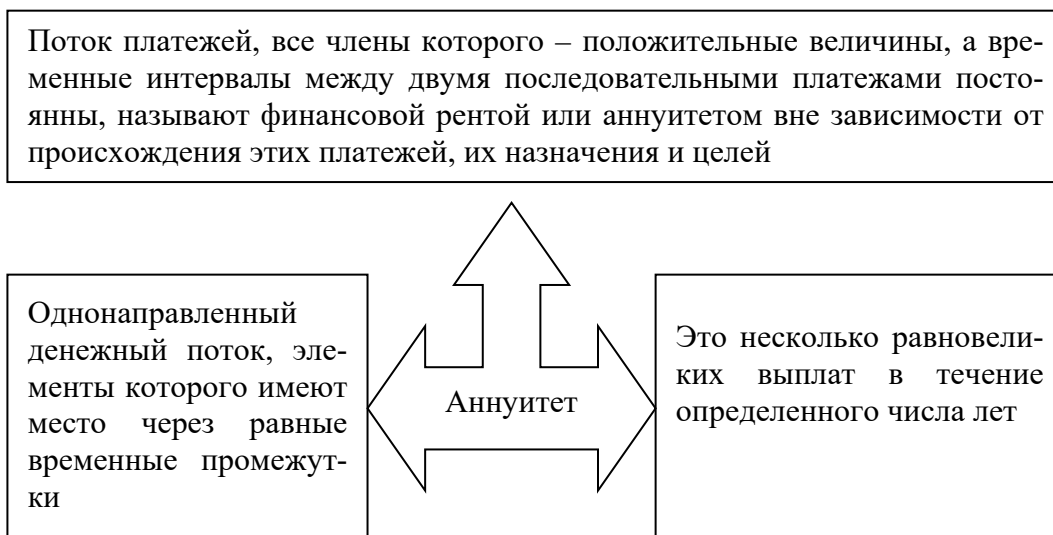 Поток платежей, все члены которого – положительные величины, а вре-
менные интервалы между двумя последовательными платежами посто-
янны, называют финансовой рентой или аннуитетом вне зависимости от
происхождения этих платежей, их назначения и целей
Однонаправленный
денежный поток, эле-
менты которого имеют
место через равные
временные промежут-
ки
Аннуитет
Это несколько равновели-
ких выплат в течение
определенного числа лет